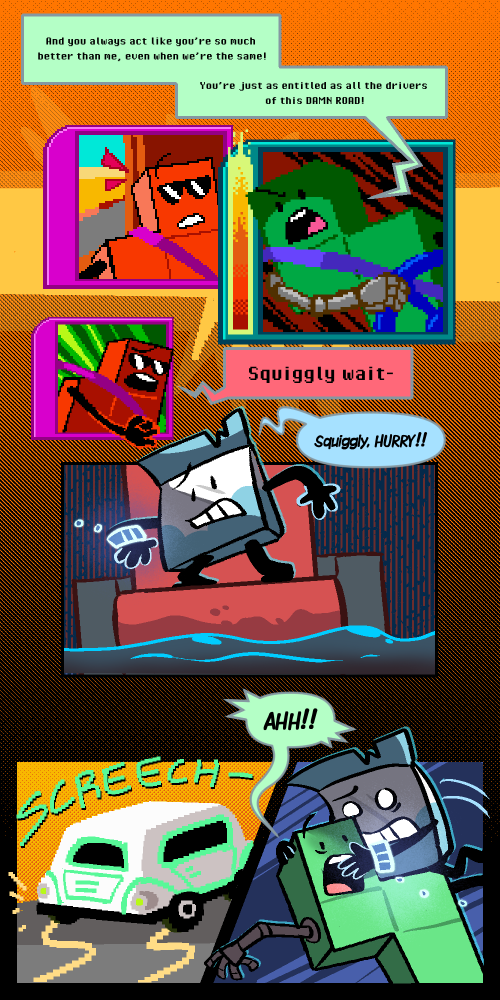 And you always act like you're so much
better than me, even when we're the same!
You're just as entitled as all the drivers
of this DAMN ROAD!
Squiggly wait-
Squiggly, HURRY!!
AHH!!
SCREECH-